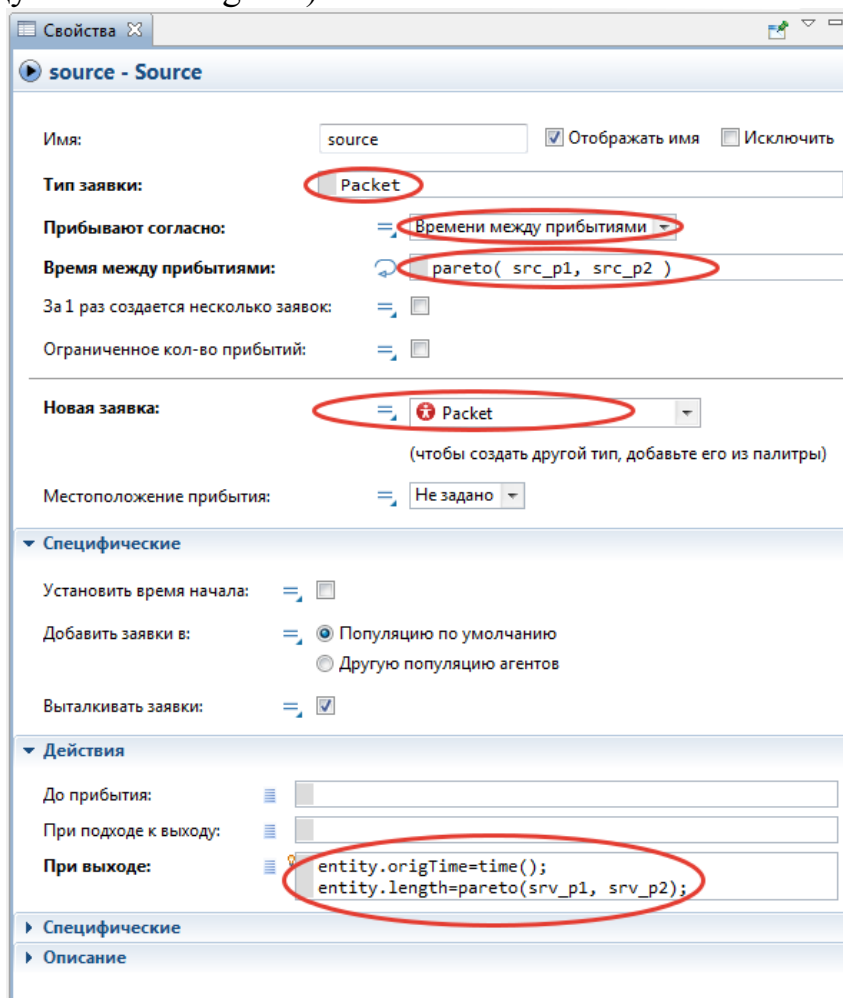 Свойства
source - Source
Имя: source Отображать имя Исключить
Тип заявки: Packet
Прибывают согласно: Времени между прибытиями
Время между прибытиями: pareto( src_p1, src_p2 )
За 1 раз создается несколько заявок:
Ограниченное кол-во прибытий:
Новая заявка: Packet
(чтобы создать другой тип, добавьте его из палитры)
Местоположение прибытия: Не задано
Специфические
Установить время начала:
Добавить заявки в: Популяцию по умолчанию
Другую популяцию агентов
Выталкивать заявки:
Действия
До прибытия:
При подходе к выходу:
При выходе: entity.origTime=time();
entity.length=pareto(srv_p1, srv_p2);
Специфические
Описание